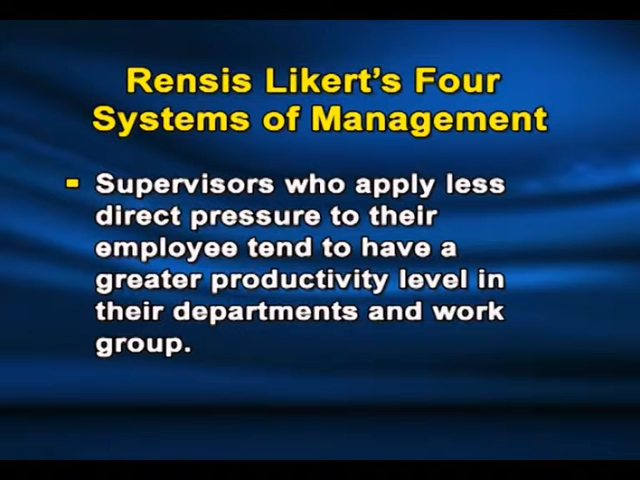 Rensis Likert's Four
Systems of Management
Supervisors who apply less
direct pressure to their
employee tend to have a
greater productivity level in
their departments and work
group.